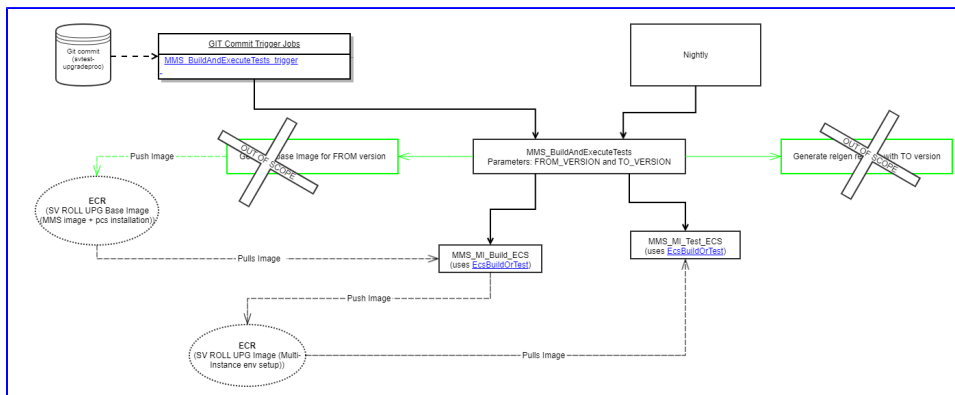 Git commit
(avtest-
upgradeproc)
GIT Commit Trigger Jobs
MMS_BuildAndExecuteTests_trigger
-
Nightly
MMS_BuildAndExecuteTests
Parameters: FROM_VERSION and TO_VERSION
Push Image
Base Image for FROM version
OUT OF SCOPE
Generate relgen with TO version
OUT OF SCOPE
ECR
(SV ROLL UPG Base Image
(MMS image + pcs installation))
Pulls Image
MMS_MI_Build_ECS
(uses EcsBuildOrTest)
MMS_MI_Test_ECS
(uses EcsBuildOrTest)
Push Image
ECR
(SV ROLL UPG Image (Multi-
Instance env setup))
Pulls Image